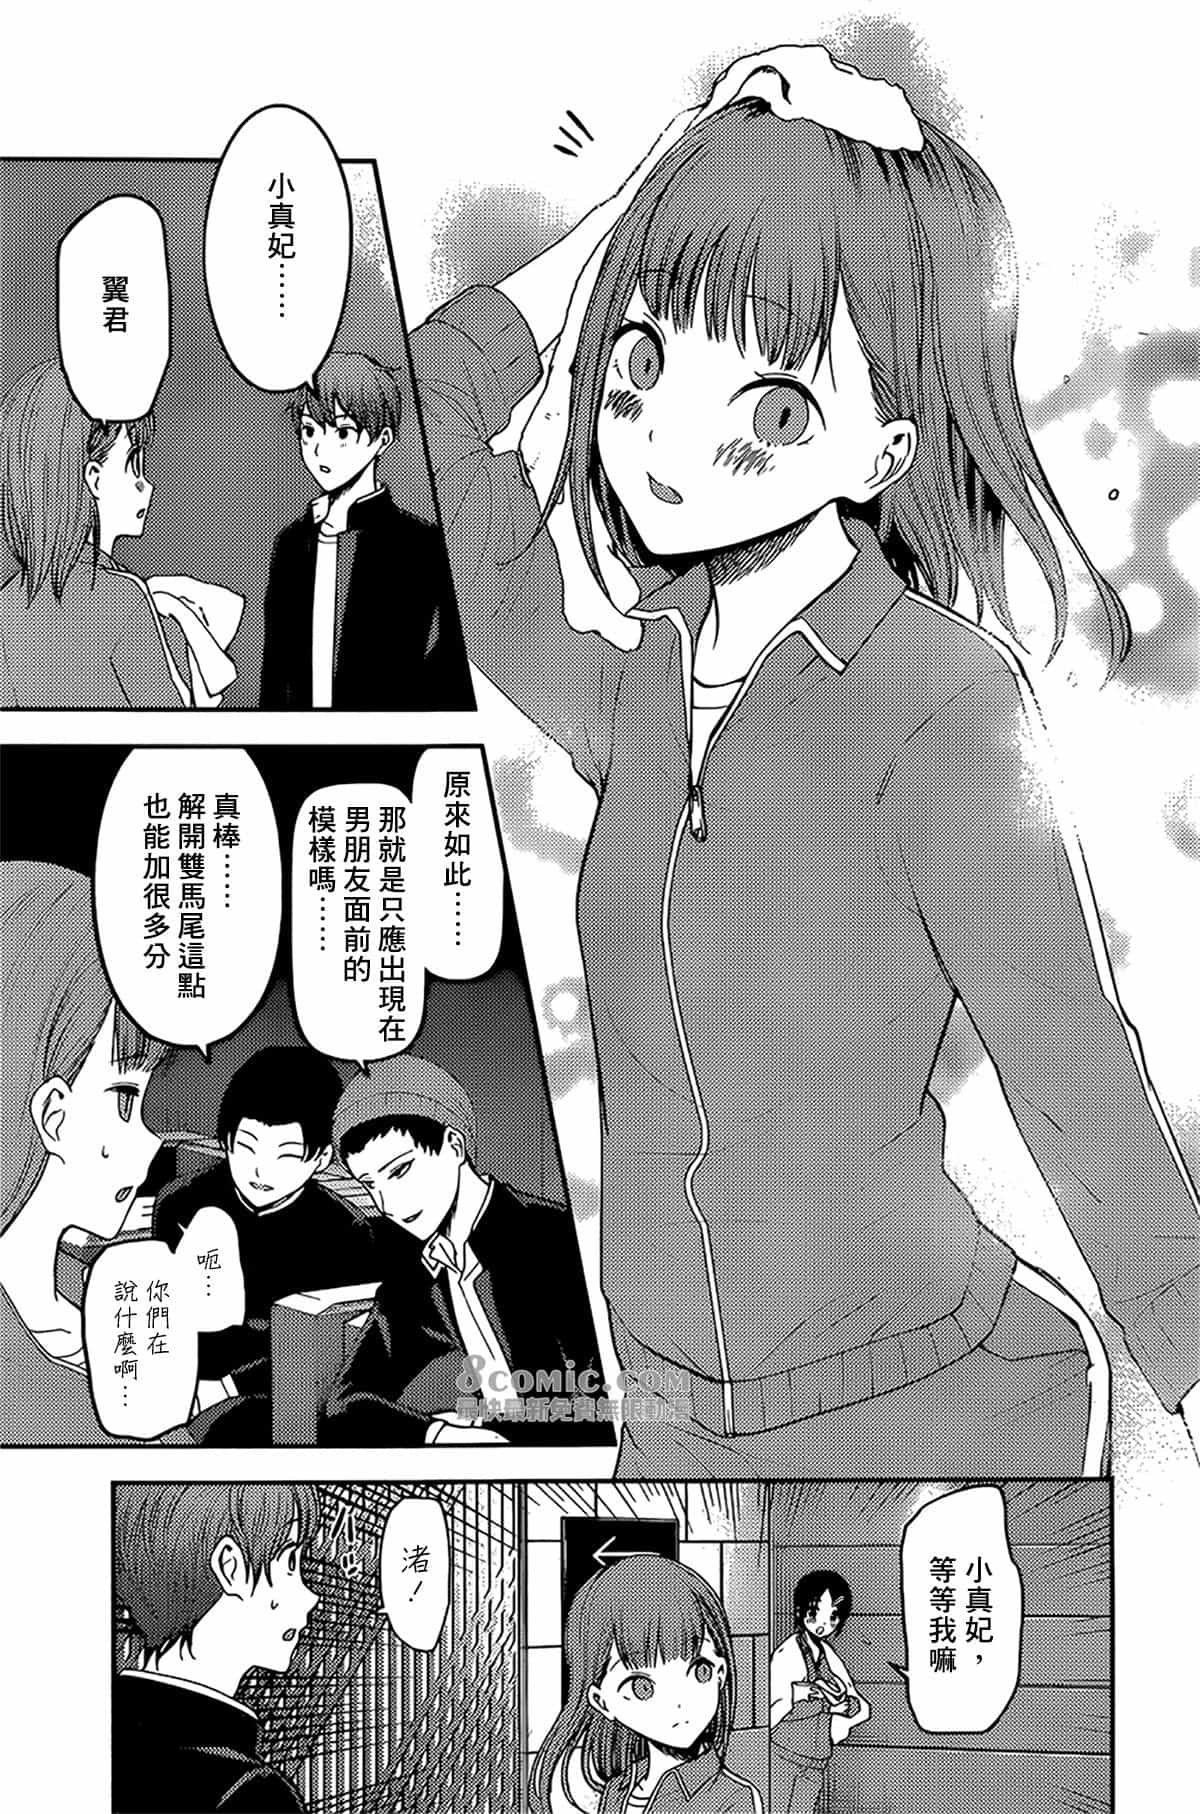 小真妃……
翼君
原來如此……
那就是只應出現在
男朋友面前的
模樣嗎……
真棒……
解開雙馬尾這點
也能加很多分
呃…
你們在
說什麼啊…
8comic.com
最快最新免費無限動漫
小真妃，
等等我嘛
渚！